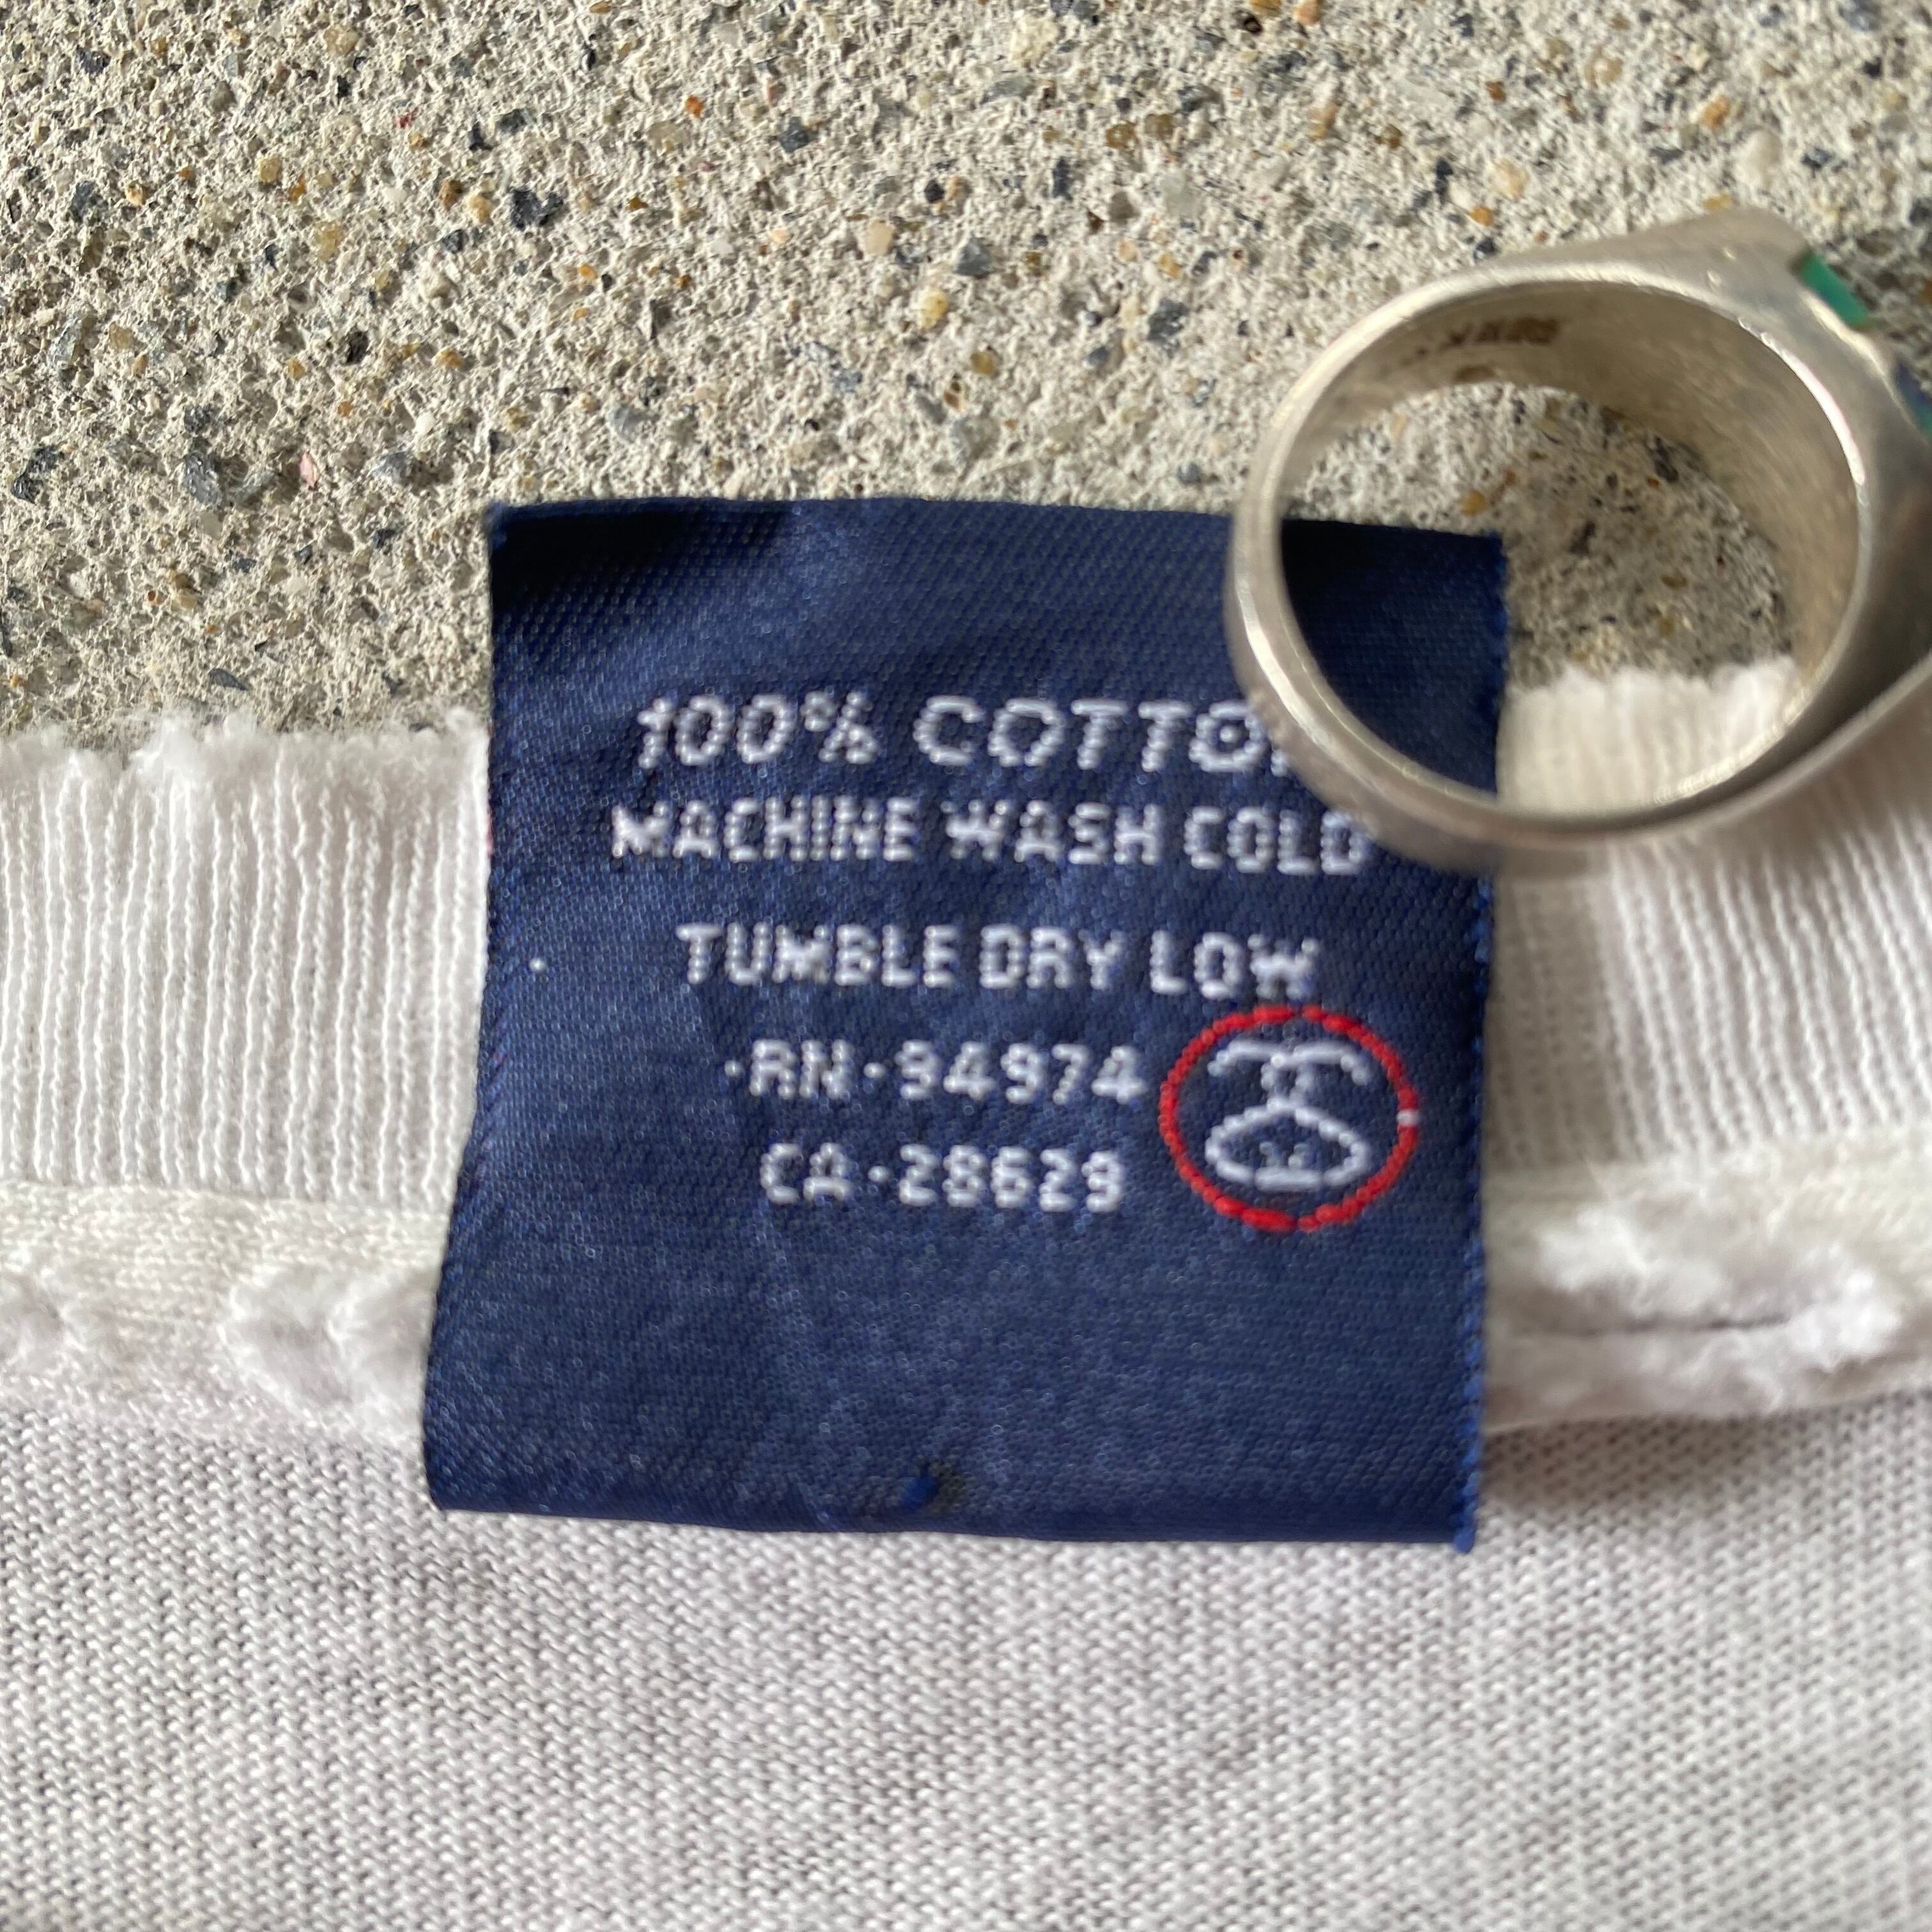 100% COTTO
MACHINE WASH COLD
TUMBLE DRY LOW
·RN·94974
CA·28629